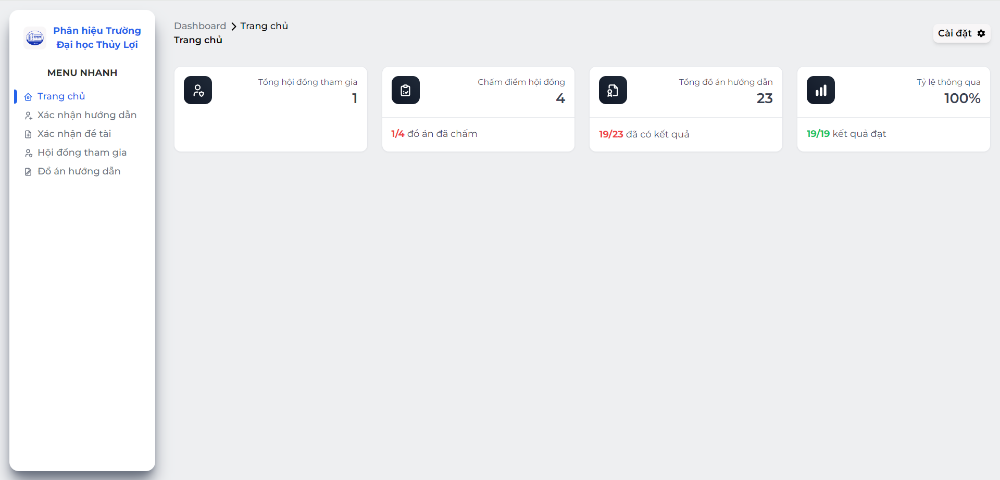 Phân hiệu Trường
Đại học Thủy Lợi
MENU NHANH
Trang chủ
Xác nhận hướng dẫn
Xác nhận đề tài
Hội đồng tham gia
Đồ án hướng dẫn
Dashboard Trang chủ
Trang chủ
Cài đặt
Tổng hội đồng tham gia
1
Chấm điểm hội đồng
4
1/4 đồ án đã chấm
Tổng đồ án hướng dẫn
23
19/23 đã có kết quả
Tỷ lệ thông qua
100%
19/19 kết quả đạt